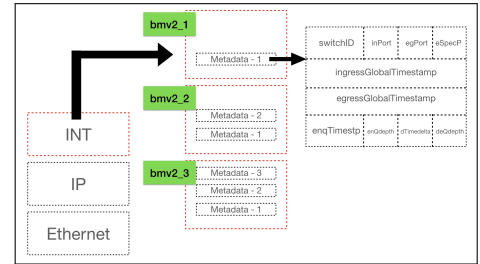 bmv2_1
Metadata - 1
switchID inPort egPort eSpecP
ingressGlobalTimestamp
egressGlobalTimestamp
enqTimestp enQdepth dTimedelta deQdepth
bmv2_2
Metadata - 2
Metadata - 1
bmv2_3
Metadata - 3
Metadata - 2
Metadata - 1
INT
IP
Ethernet